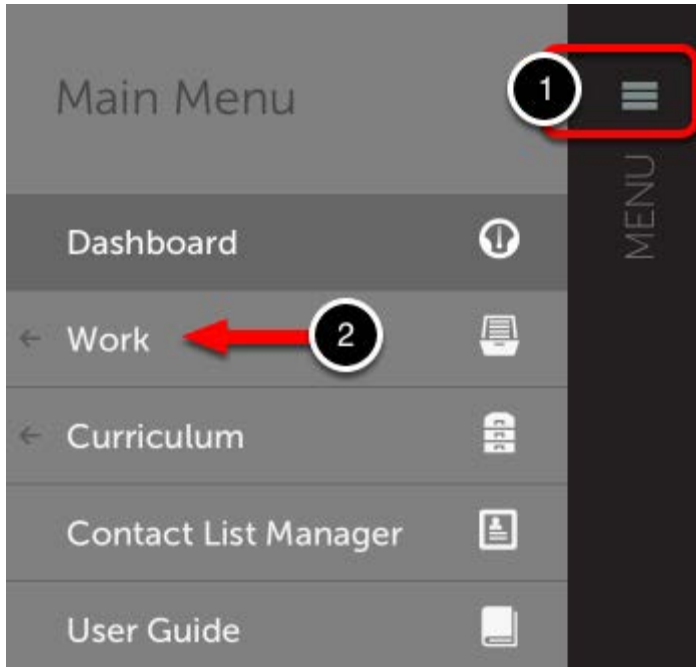 Main Menu
1
MENU
Dashboard
Work
2
Curriculum
Contact List Manager
User Guide